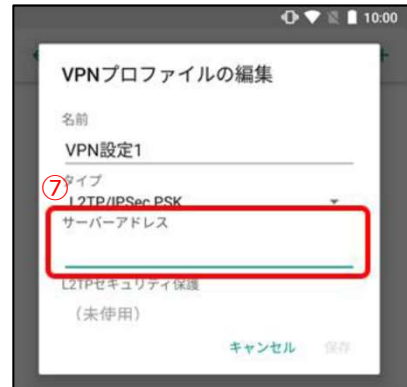 10:00
VPNプロファイルの編集
名前
VPN設定1
⑦
タイプ
L2TP/IPSec PSK
サーバーアドレス
L2TPセキュリティ保護
(未使用)
キャンセル 保存